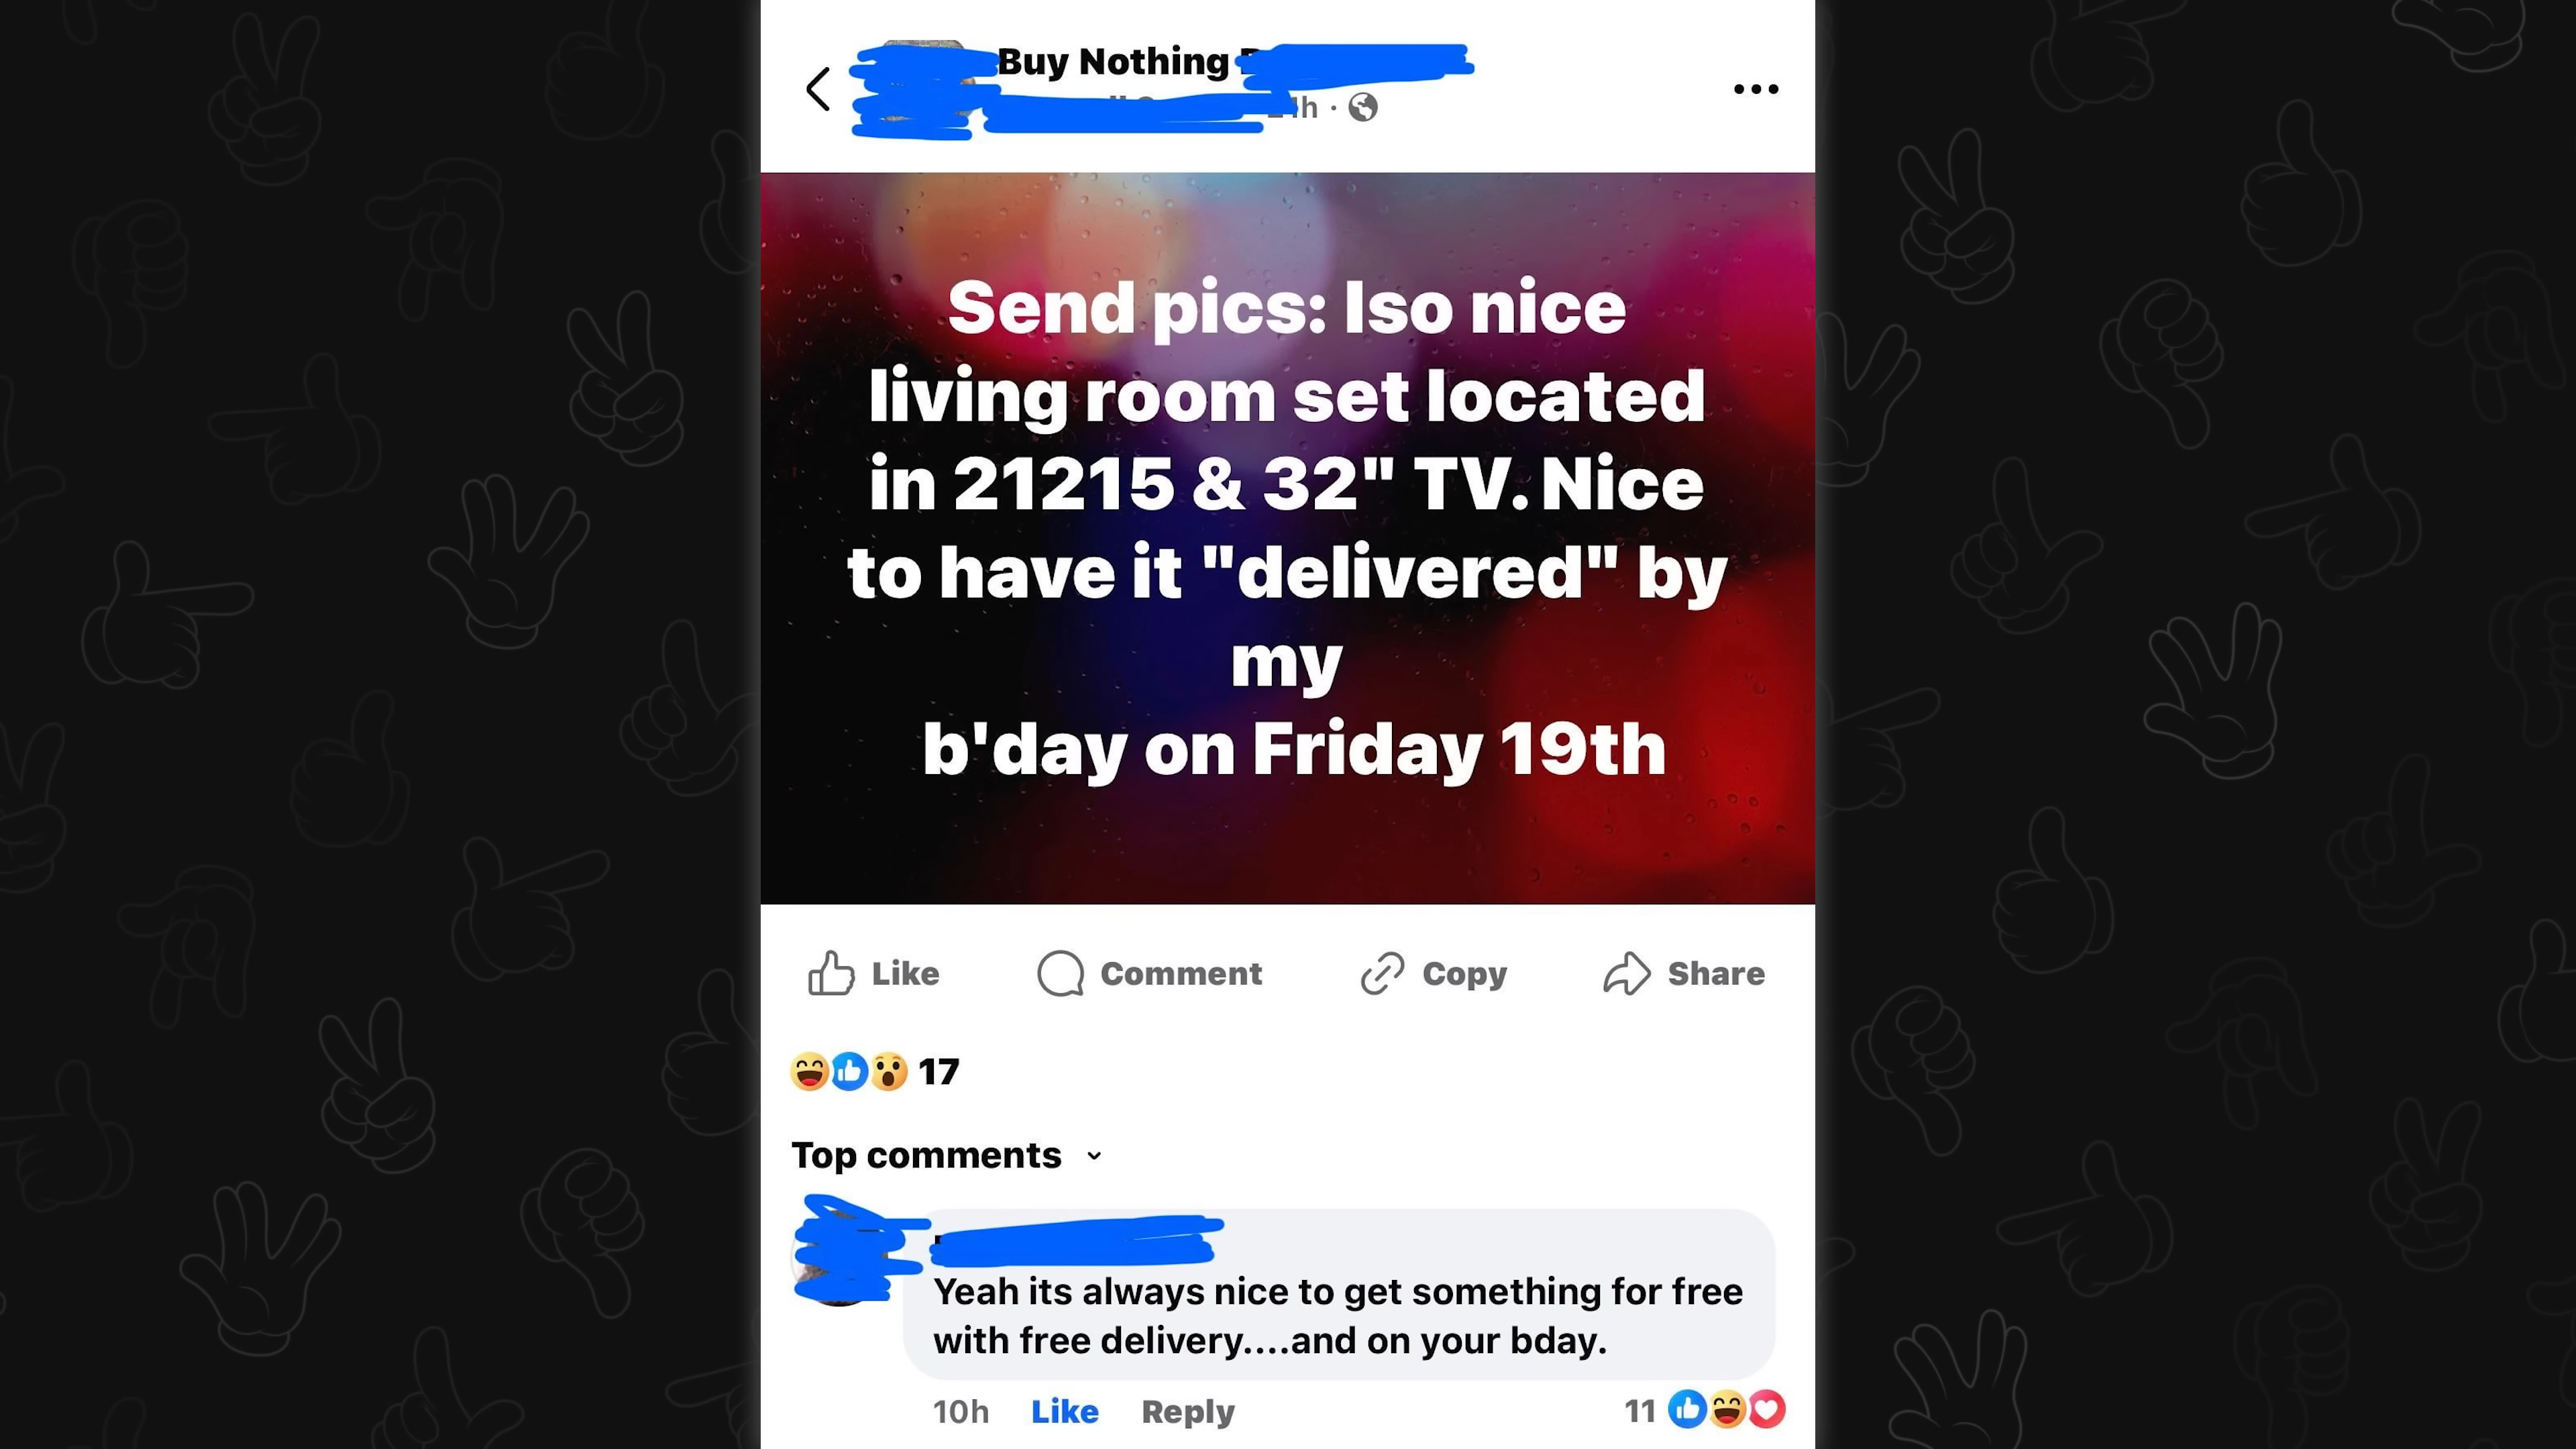 Buy Nothing
h ·
Send pics: Iso nice
living room set located
in 21215 & 32" TV. Nice
to have it "delivered" by
my
b'day on Friday 19th
Like Comment Copy Share
17
Top comments
Yeah its always nice to get something for free
with free delivery....and on your bday.
10h Like Reply 11